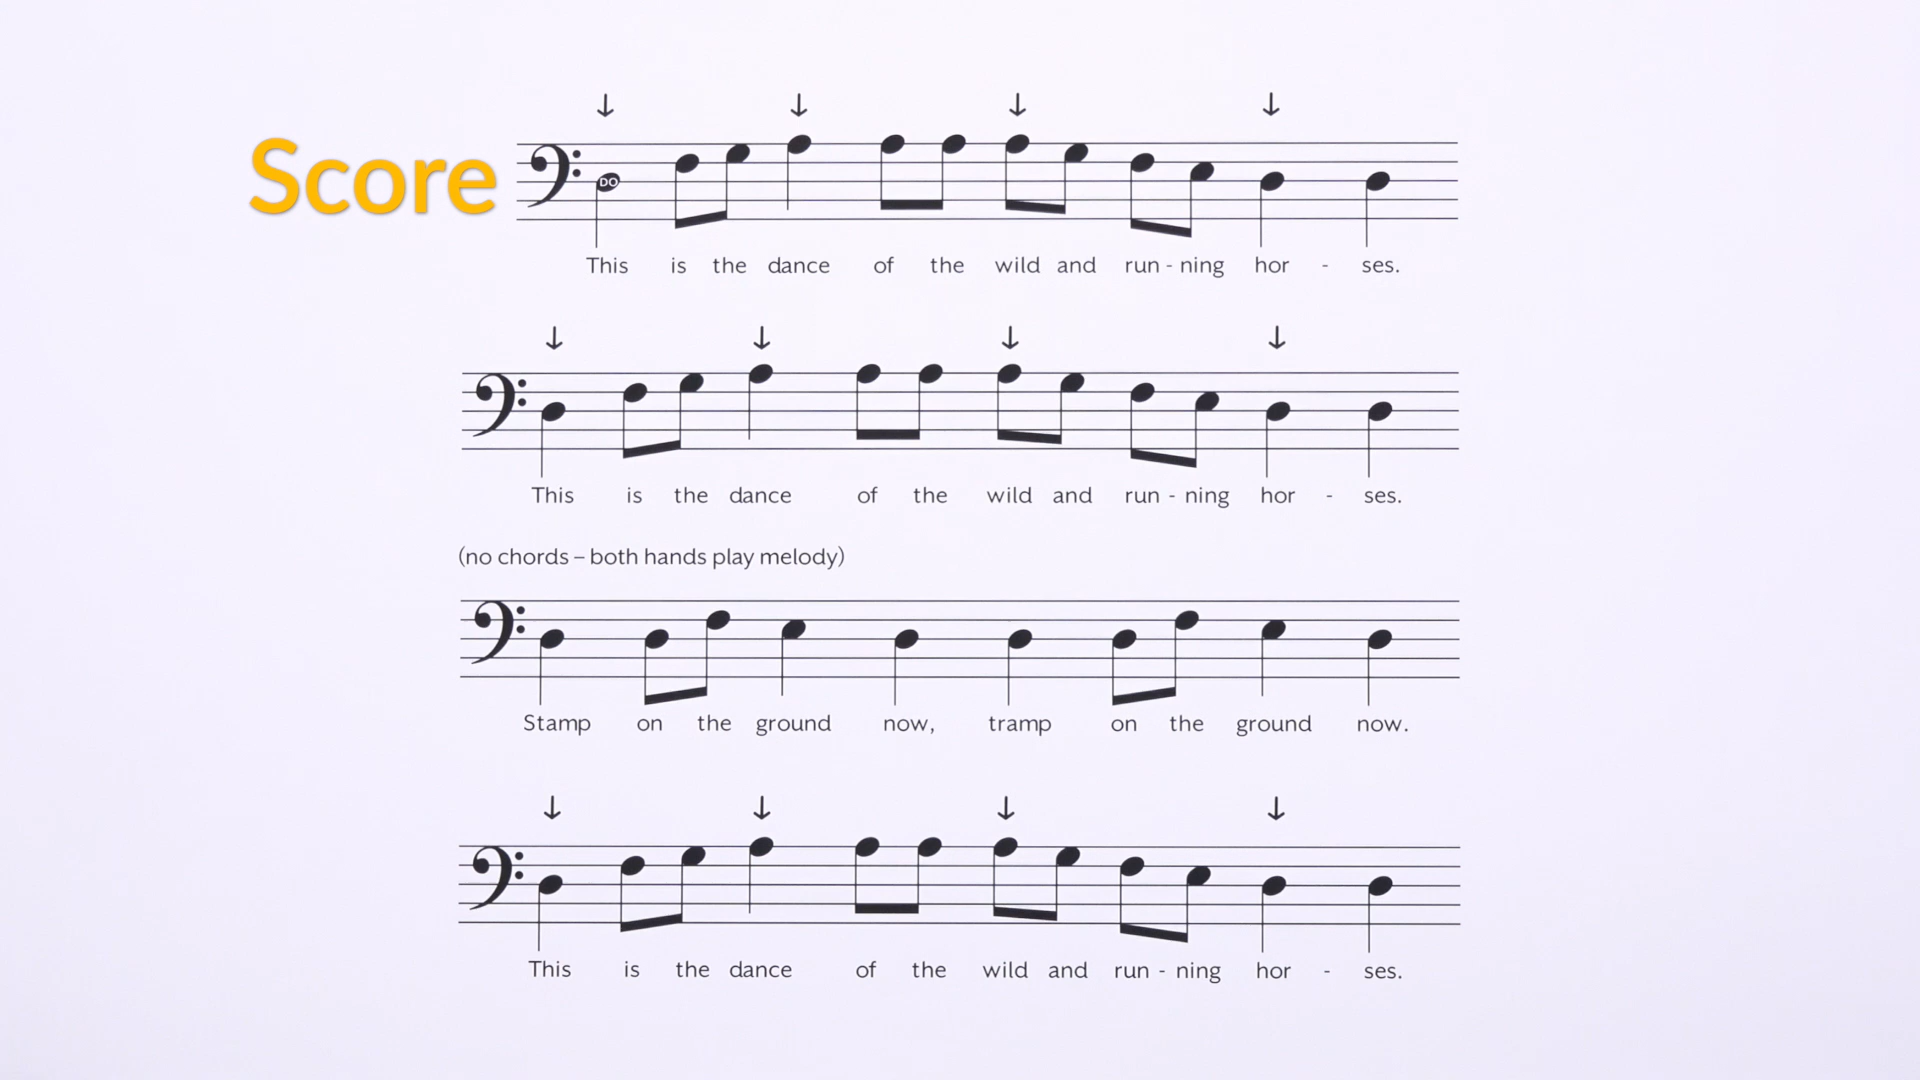 Score
DO
This is the dance of the wild and run - ning hor - ses.
This is the dance of the wild and run - ning hor - ses.
(no chords – both hands play melody)
Stamp on the ground now, tramp on the ground now.
This is the dance of the wild and run - ning hor - ses.